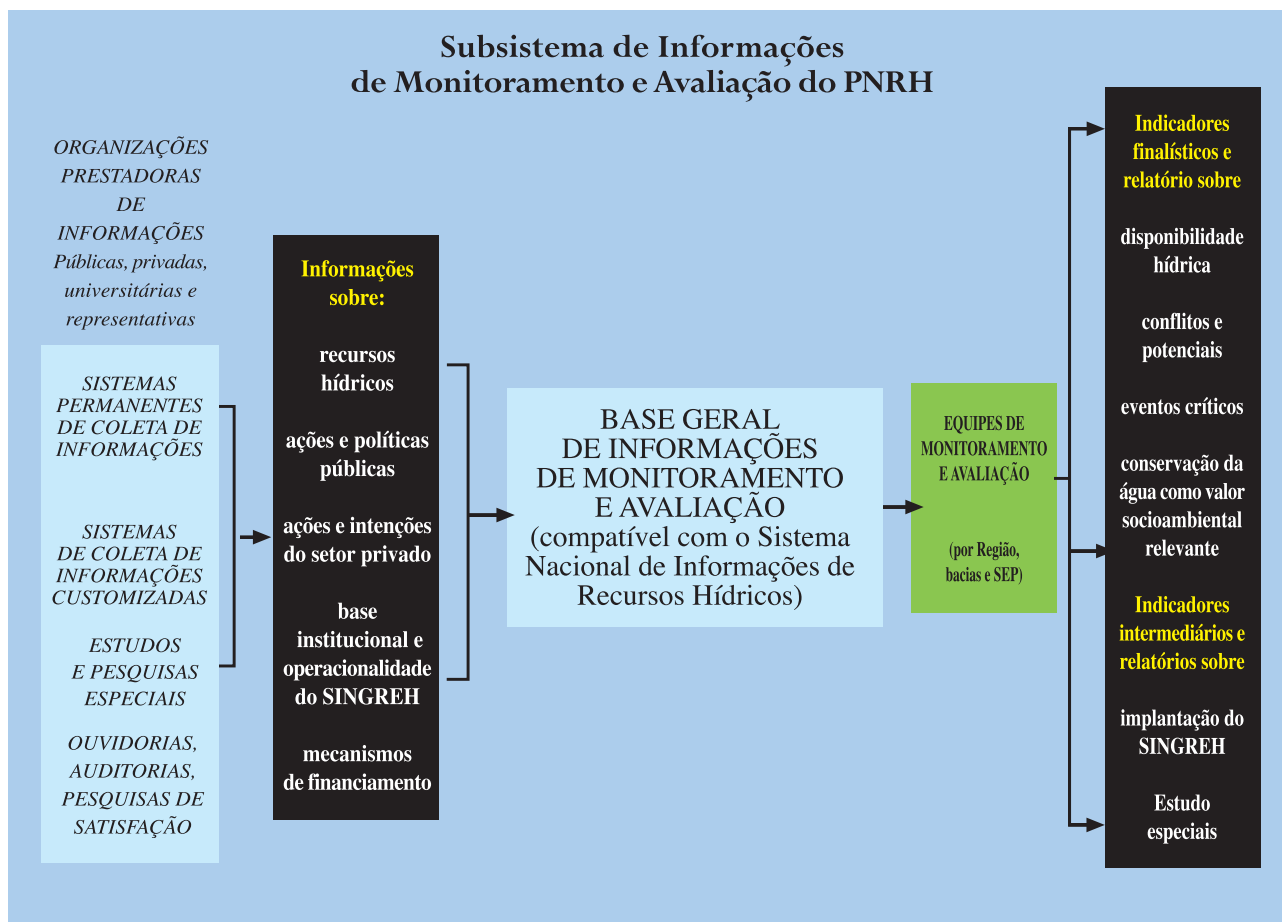 Subsistema de Informações
de Monitoramento e Avaliação do PNRH
ORGANIZAÇÕES
PRESTADORAS
DE
INFORMAÇÕES
Públicas, privadas,
universitárias e
representativas
SISTEMAS
PERMANENTES
DE COLETA DE
INFORMAÇÕES
SISTEMAS
DE COLETA DE
INFORMAÇÕES
CUSTOMIZADAS
ESTUDOS
E PESQUISAS
ESPECIAIS
OUVIDORIAS,
AUDITORIAS,
PESQUISAS DE
SATISFAÇÃO
Informações
sobre:
recursos
hídricos
ações e políticas
públicas
ações e intenções
do setor privado
base
institucional e
operacionalidade
do SINGREH
mecanismos
de financiamento
BASE GERAL
DE INFORMAÇÕES
DE MONITORAMENTO
E AVALIAÇÃO
(compatível com o Sistema
Nacional de Informações de
Recursos Hídricos)
EQUIPES DE
MONITORAMENTO
E AVALIAÇÃO
(por Região,
bacias e SEP)
Indicadores
finalísticos e
relatório sobre
disponibilidade
hídrica
conflitos e
potenciais
eventos críticos
conservação da
água como valor
socioambiental
relevante
Indicadores
intermediários e
relatórios sobre
implantação do
SINGREH
Estudo
especiais